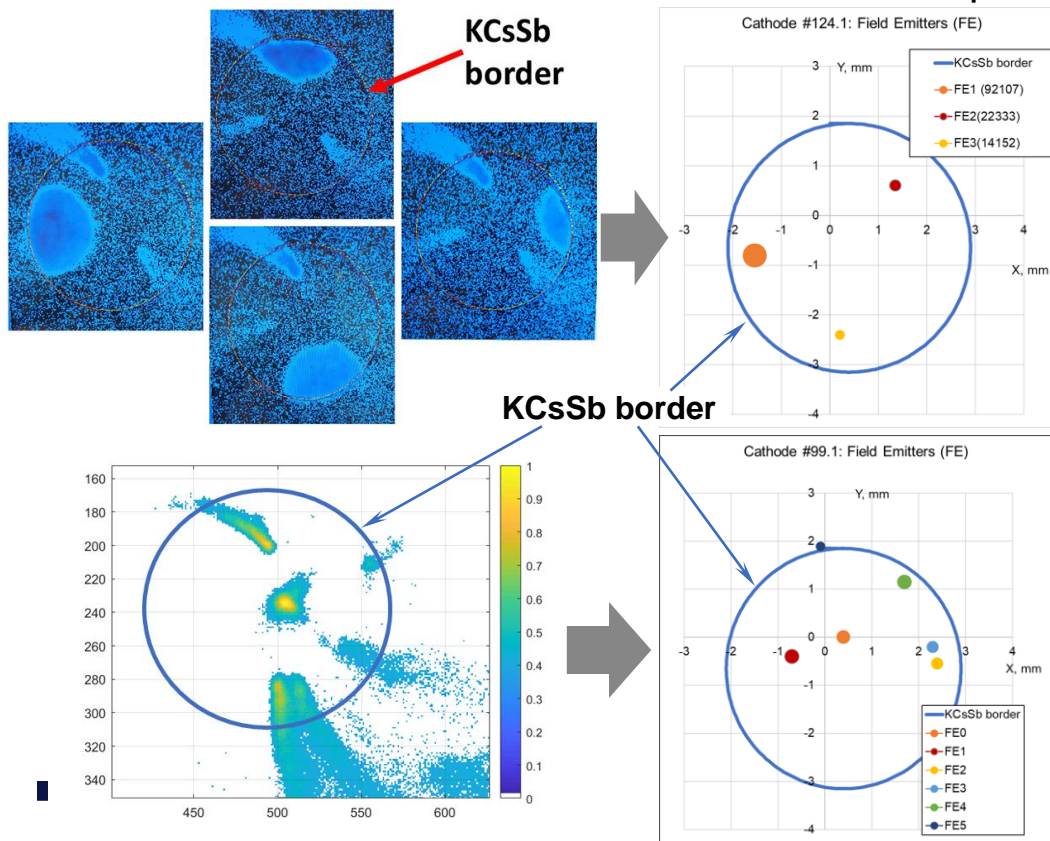 KCsSb
border
Cathode #124.1: Field Emitters (FE)
Y, mm
KCsSb border
FE1 (92107)
FE2(22333)
FE3(14152)
3
2
1
0
-3
-2
-1
0
1
2
3
4
-1
X, mm
-2
-3
-4
KCsSb border
160
180
200
220
240
260
280
300
320
340
450
500
550
600
1
0.9
0.8
0.7
0.6
0.5
0.4
0.3
0.2
0.1
0
Cathode #99.1: Field Emitters (FE)
Y, mm
3
2
1
0
-3
-2
-1
0
1
2
3
4
X, mm
-1
-2
-3
-4
KCsSb border
FE0
FE1
FE2
FE3
FE4
FE5